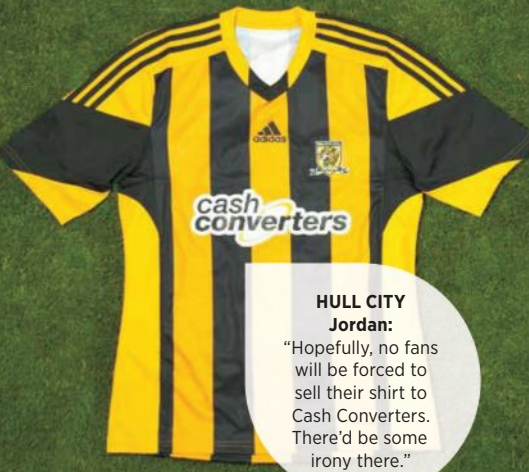 adidas
cash
converters
HULL CITY
Jordan:
“Hopefully, no fans
will be forced to
sell their shirt to
Cash Converters.
There’d be some
irony there.”